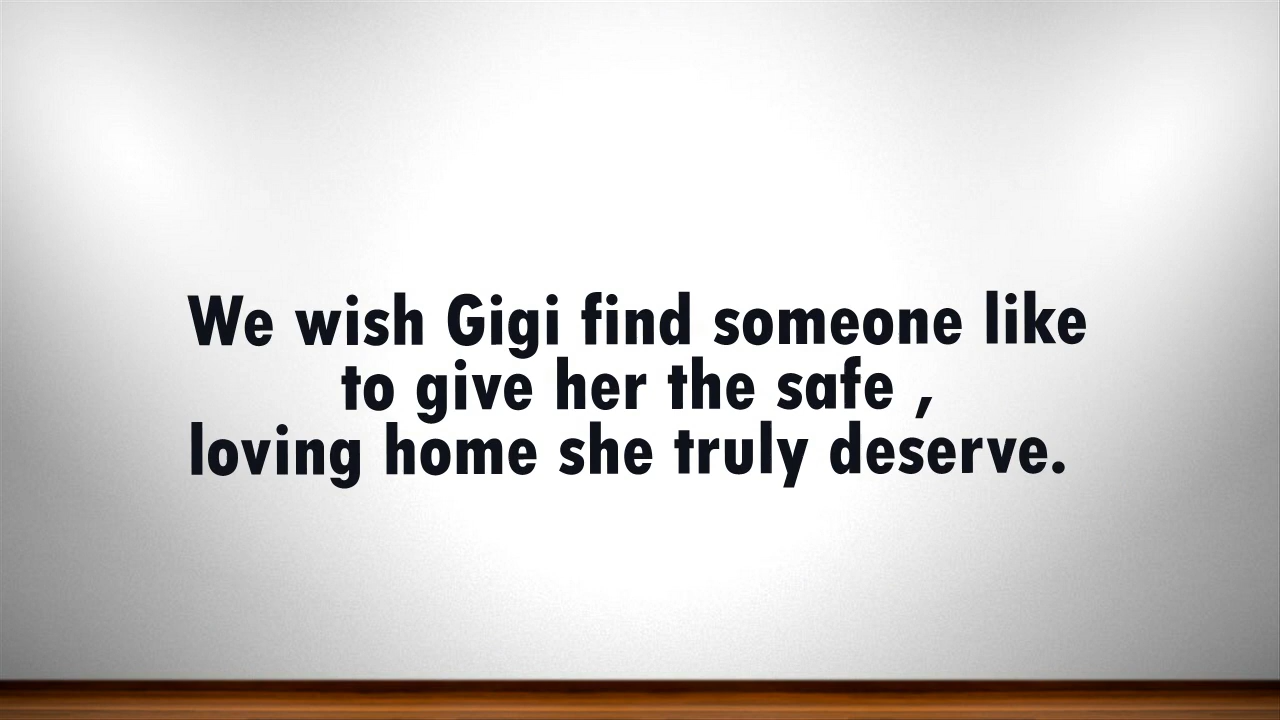 We wish Gigi find someone like
to give her the safe ,
loving home she truly deserve.